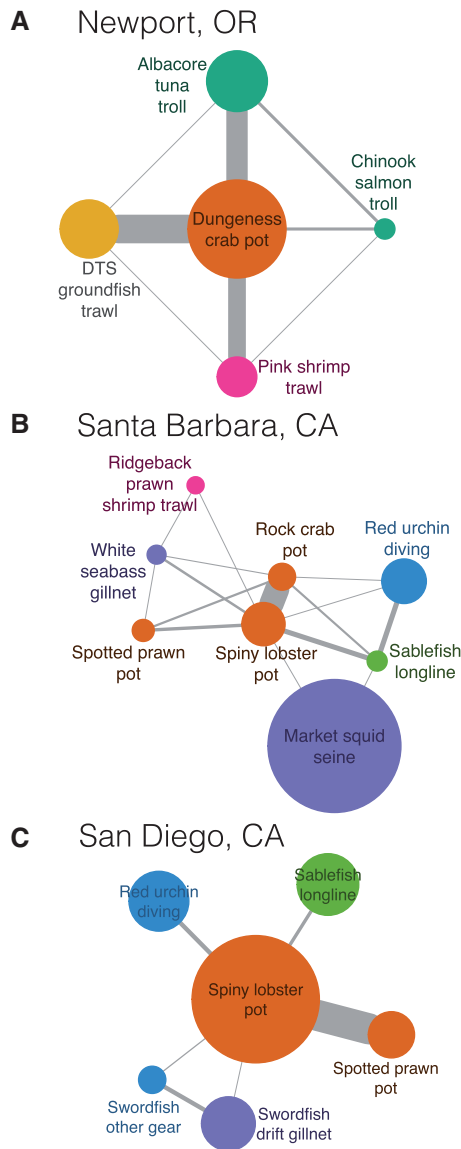 A
Newport, OR
Albacore
tuna
troll
Chinook
salmon
troll
Dungeness
crab pot
DTS
groundfish
trawl
Pink shrimp
trawl
B
Santa Barbara, CA
Ridgeback
prawn
shrimp trawl
Rock crab
pot
Red urchin
diving
White
seabass
gillnet
Spotted prawn
pot
Spiny lobster
pot
Sablefish
longline
Market squid
seine
C
San Diego, CA
Red urchin
diving
Sablefish
longline
Spiny lobster
pot
Spotted prawn
pot
Swordfish
other gear
Swordfish
drift gillnet